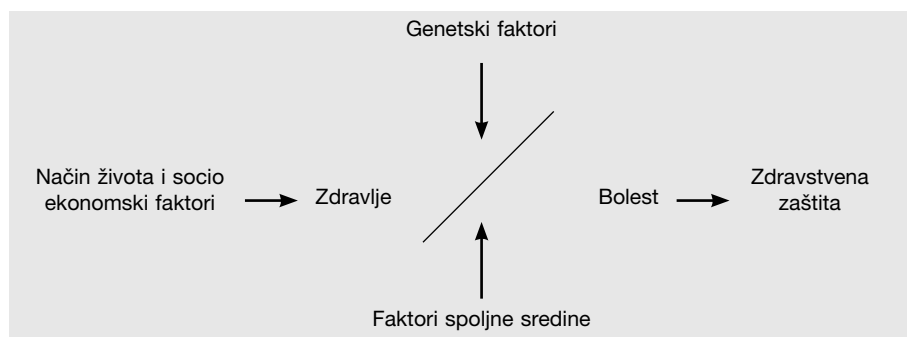 Genetski faktori
Način života i socio
ekonomski faktori
Zdravlje
Bolest
Zdravstvena
zaštita
Faktori spoljne sredine